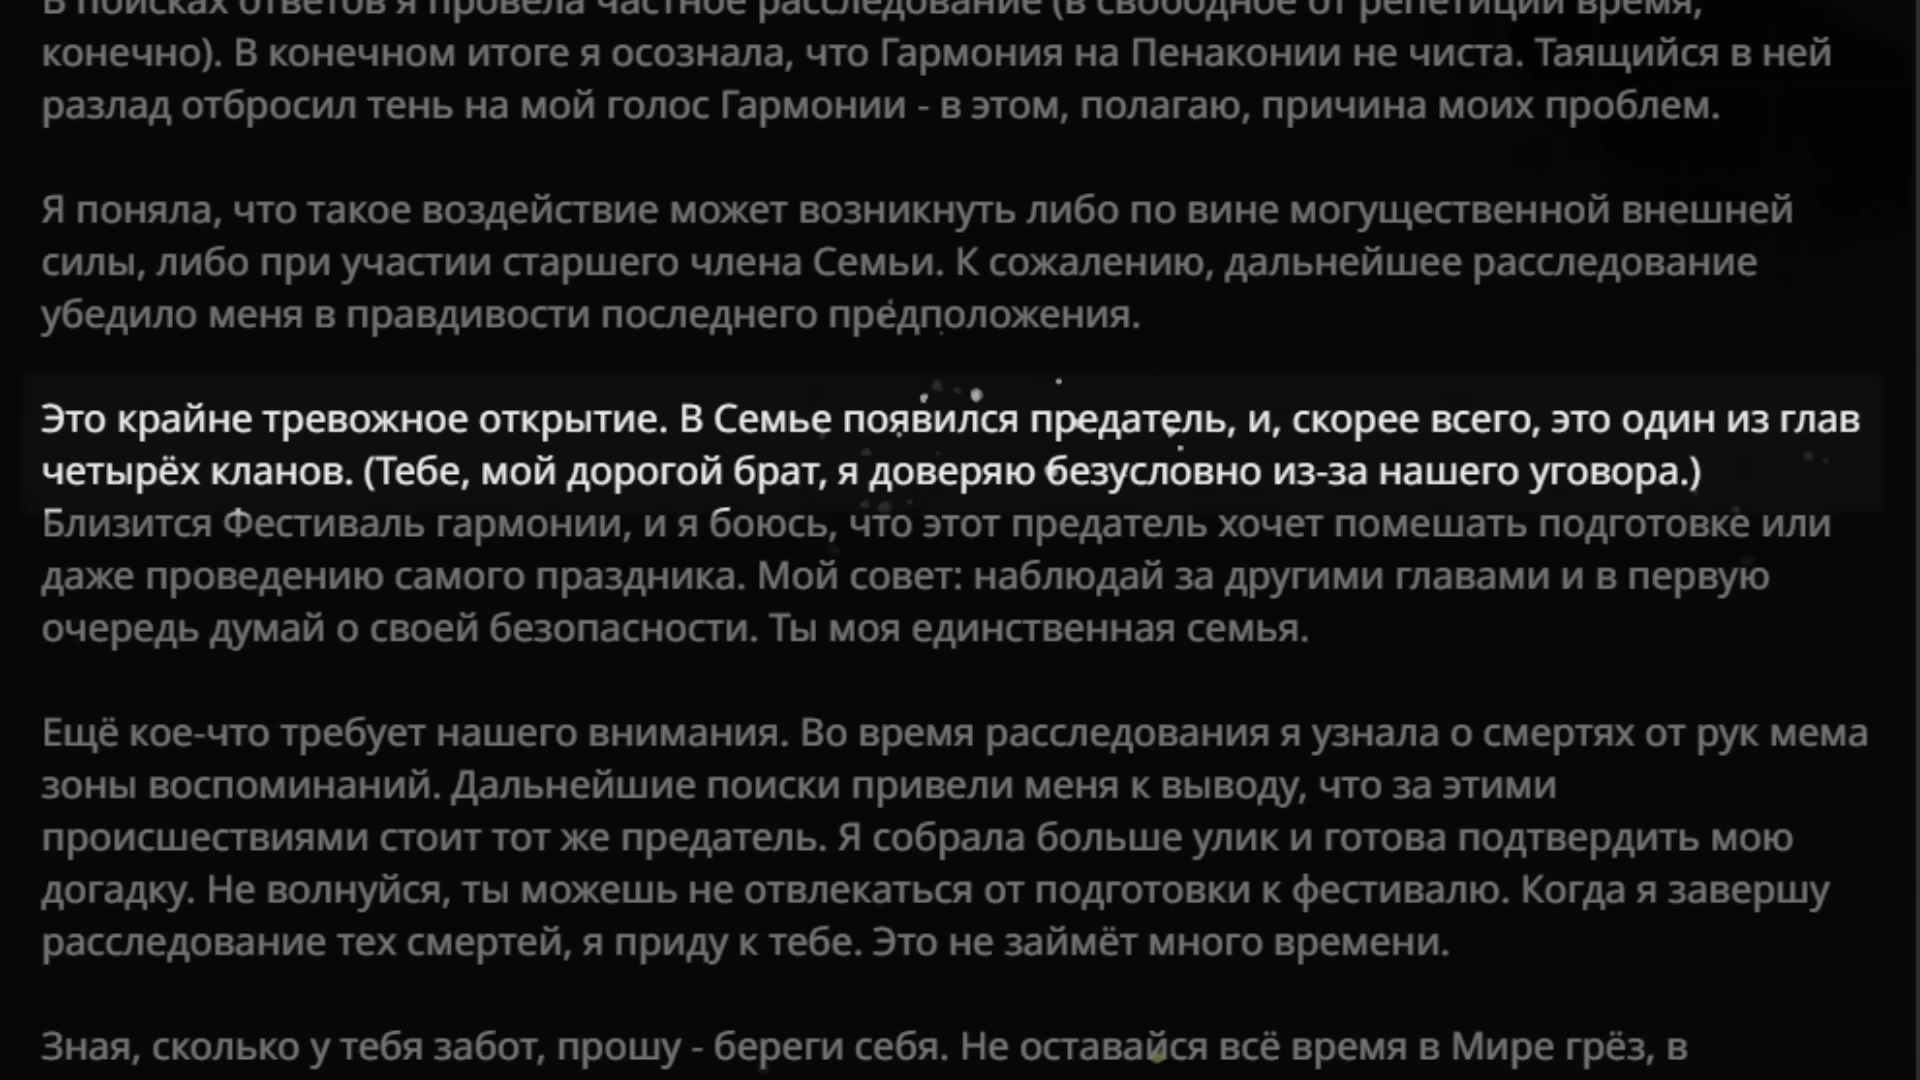 В поисках ответов я провела частное расследование (в свободное от репетиций время,
конечно). В конечном итоге я осознала, что Гармония на Пенаконии не чиста. Таящийся в ней
разлад отбросил тень на мой голос Гармонии - в этом, полагаю, причина моих проблем.
Я поняла, что такое воздействие может возникнуть либо по вине могущественной внешней
силы, либо при участии старшего члена Семьи. К сожалению, дальнейшее расследование
убедило меня в правдивости последнего предположения.
Это крайне тревожное открытие. В Семье появился предатель, и, скорее всего, это один из глав
четырёх кланов. (Тебе, мой дорогой брат, я доверяю безусловно из-за нашего уговора.)
Близится Фестиваль гармонии, и я боюсь, что этот предатель хочет помешать подготовке или
даже проведению самого праздника. Мой совет: наблюдай за другими главами и в первую
очередь думай о своей безопасности. Ты моя единственная семья.
Ещё кое-что требует нашего внимания. Во время расследования я узнала о смертях от рук мема
зоны воспоминаний. Дальнейшие поиски привели меня к выводу, что за этими
происшествиями стоит тот же предатель. Я собрала больше улик и готова подтвердить мою
догадку. Не волнуйся, ты можешь не отвлекаться от подготовки к фестивалю. Когда я завершу
расследование тех смертей, я приду к тебе. Это не займёт много времени.
Зная, сколько у тебя забот, прошу - береги себя. Не оставайся всё время в Мире грёз, в